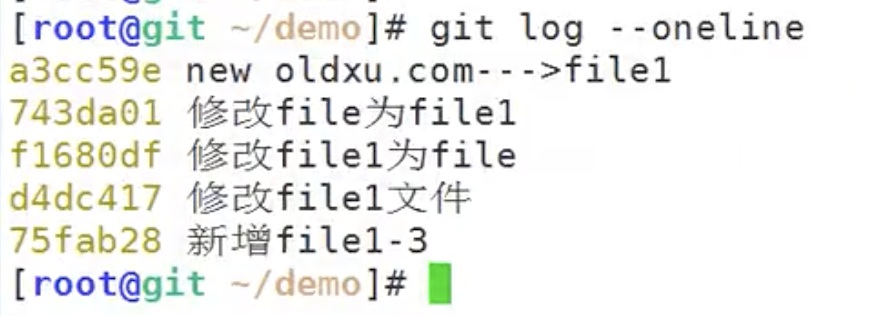 [root@git ~/demo]# git log --oneline
a3cc59e new oldxu.com--->file1
743da01 修改file为file1
f1680df 修改file1为file
d4dc417 修改file1文件
75fab28 新增file1-3
[root@git ~/demo]#